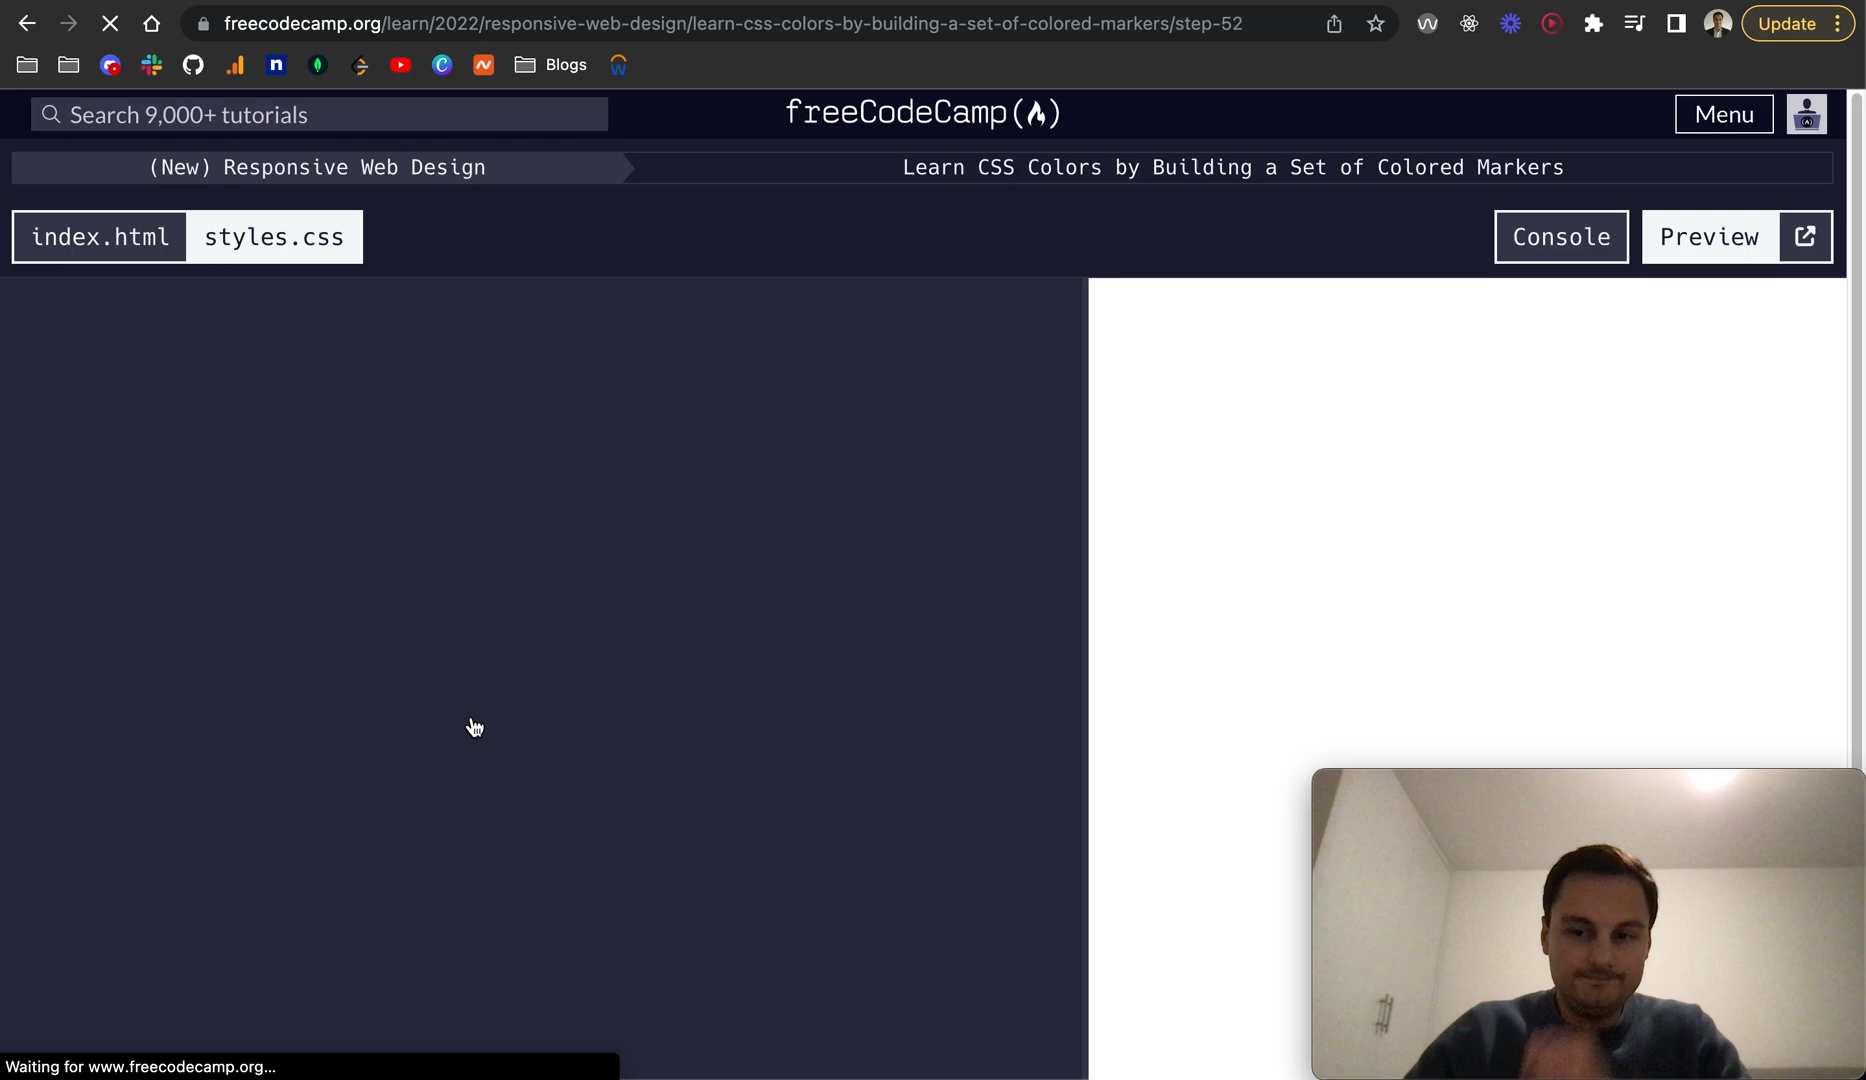 freecodecamp.org/learn/2022/responsive-web-design/learn-css-colors-by-building-a-set-of-colored-markers/step-52
Update
Blogs
Search 9,000+ tutorials
freeCodeCamp(🔥)
Menu
(New) Responsive Web Design
Learn CSS Colors by Building a Set of Colored Markers
index.html
styles.css
Console
Preview
Waiting for www.freecodecamp.org...